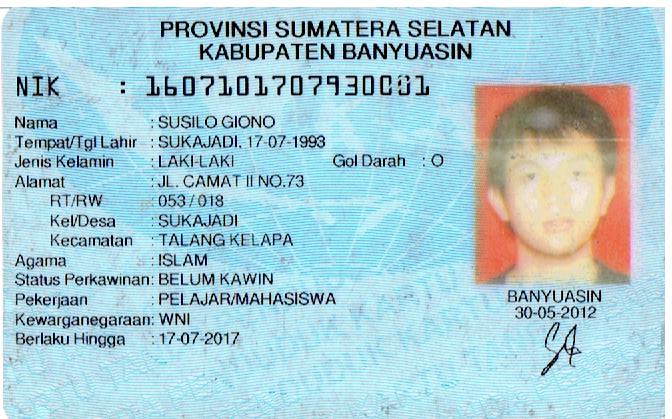 PROVINSI SUMATERA SELATAN
KABUPATEN BANYUASIN
NIK : 1607101707930001
Nama : SUSILO GIONO
Tempat/Tgl Lahir : SUKAJADI, 17-07-1993
Jenis Kelamin : LAKI-LAKI Gol Darah : O
Alamat : JL. CAMAT II NO.73
RT/RW : 053 / 018
Kel/Desa : SUKAJADI
Kecamatan : TALANG KELAPA
Agama : ISLAM
Status Perkawinan: BELUM KAWIN
Pekerjaan : PELAJAR/MAHASISWA
Kewarganegaraan: WNI
Berlaku Hingga : 17-07-2017
BANYUASIN
30-05-2012